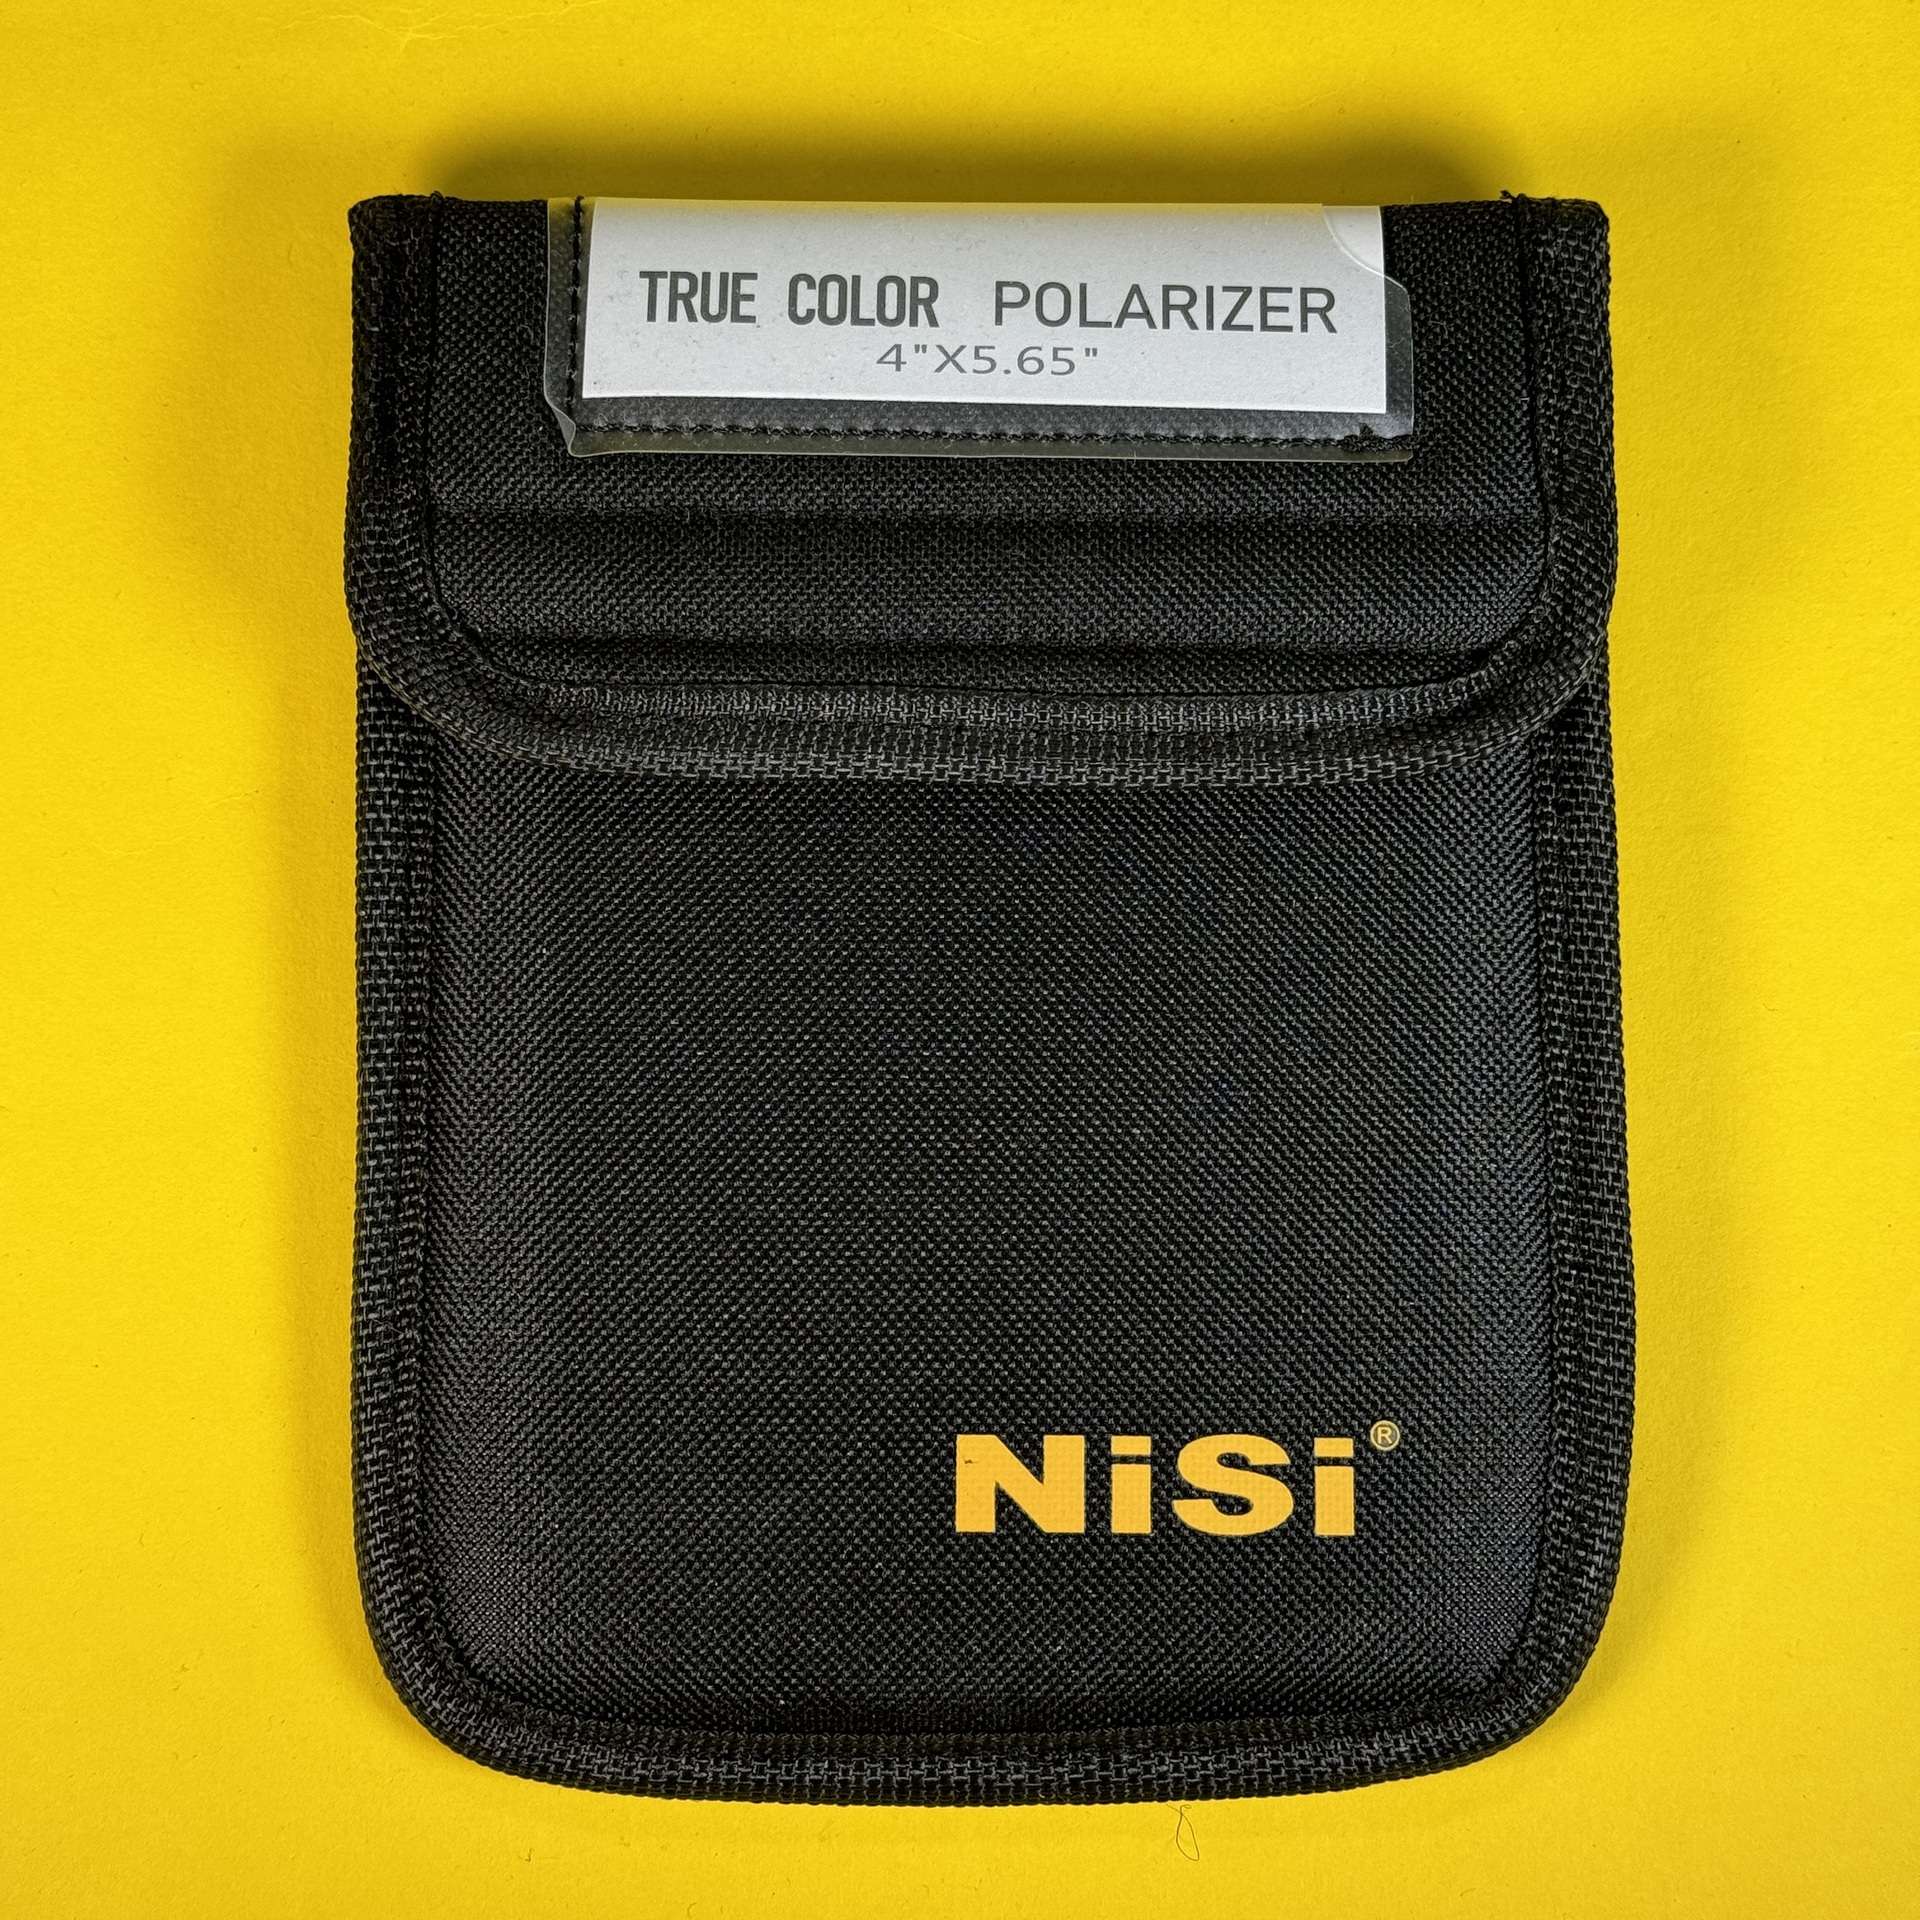 TRUE COLOR POLARIZER
4"X5.65"
NiSi®